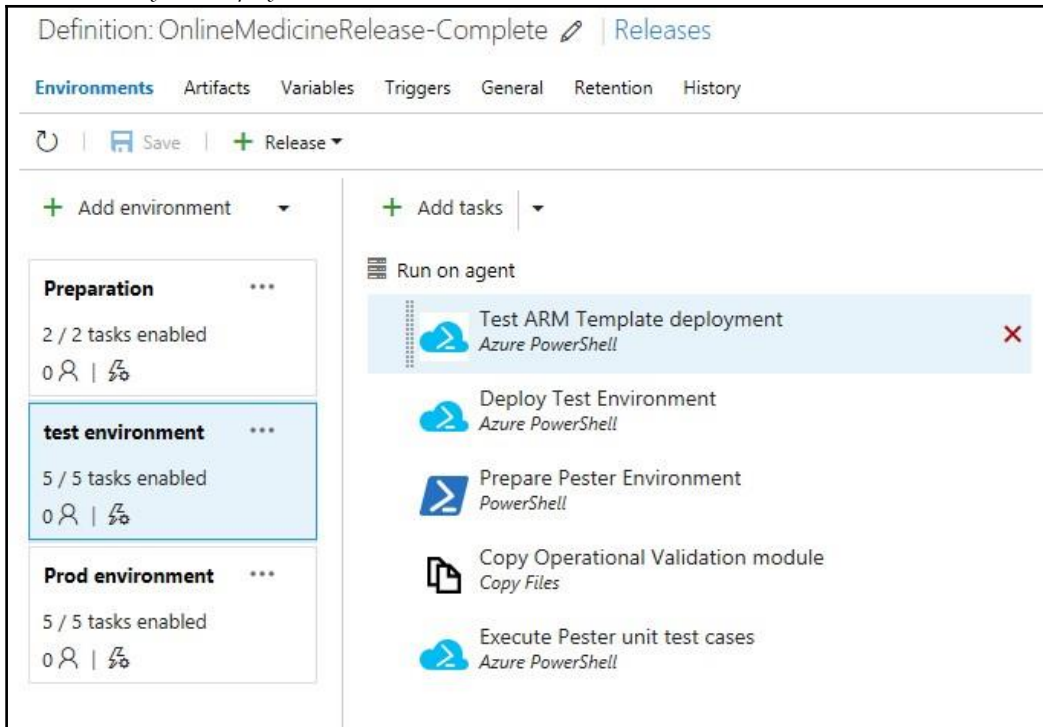 Definition: OnlineMedicineRelease-Complete | Releases
Environments Artifacts Variables Triggers General Retention History
Save | + Release
+ Add environment
+ Add tasks
Run on agent
Preparation ...
2 / 2 tasks enabled
0
test environment ...
5 / 5 tasks enabled
0
Prod environment ...
5 / 5 tasks enabled
0
Test ARM Template deployment
Azure PowerShell
Deploy Test Environment
Azure PowerShell
Prepare Pester Environment
PowerShell
Copy Operational Validation module
Copy Files
Execute Pester unit test cases
Azure PowerShell